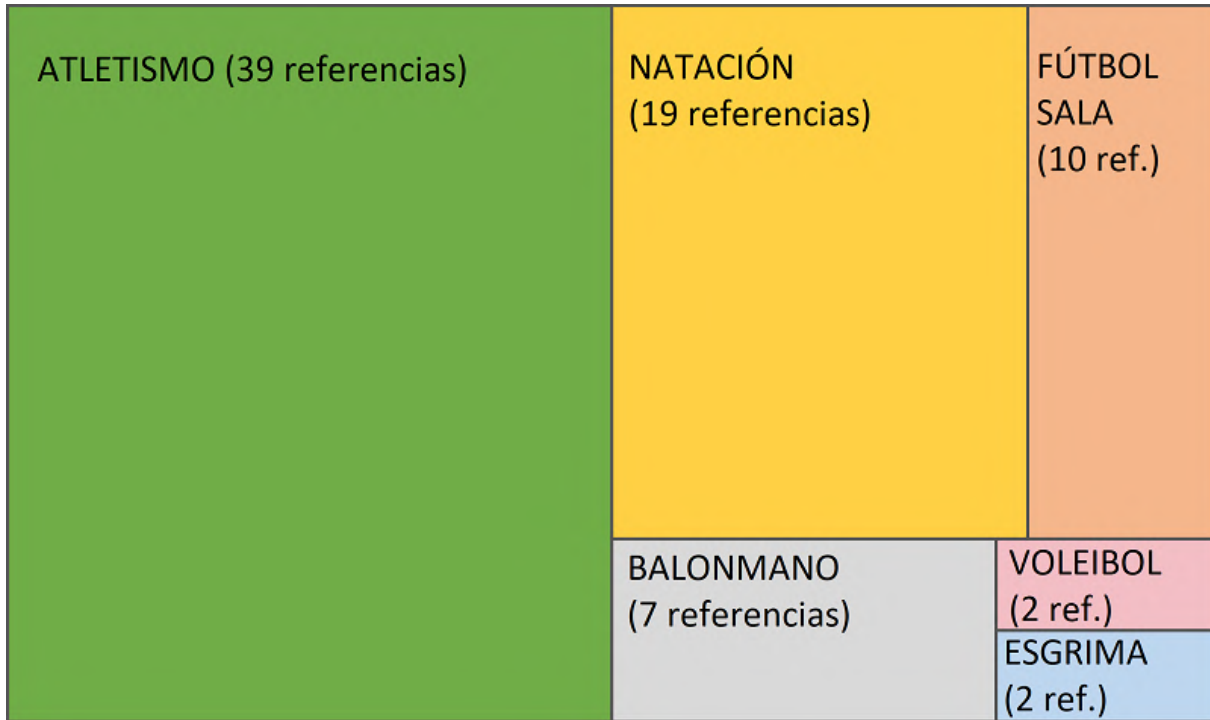 ATLETISMO (39 referencias)
NATACIÓN
(19 referencias)
FÚTBOL
SALA
(10 ref.)
BALONMANO
(7 referencias)
VOLEIBOL
(2 ref.)
ESGRIMA
(2 ref.)